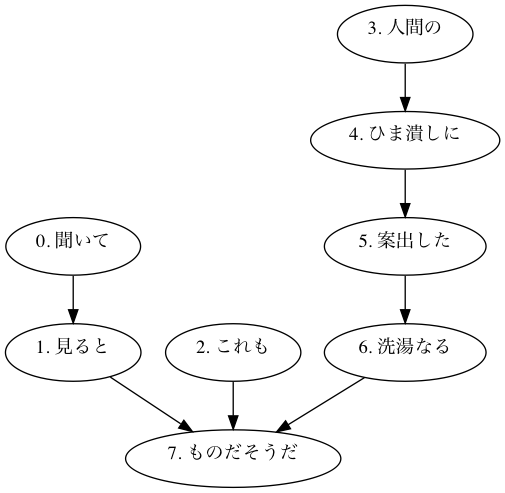 3. 人間の
4. ひま潰しに
0. 聞いて
5. 案出した
1. 見ると
2. これも
6. 洗湯なる
7. ものだそうだ